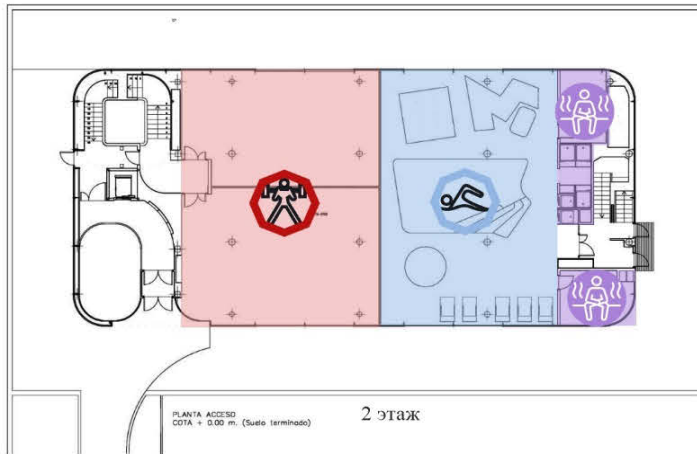 PLANTA ACCESO
COTA + 0.00 m. (Suelo terminado)
2 этаж